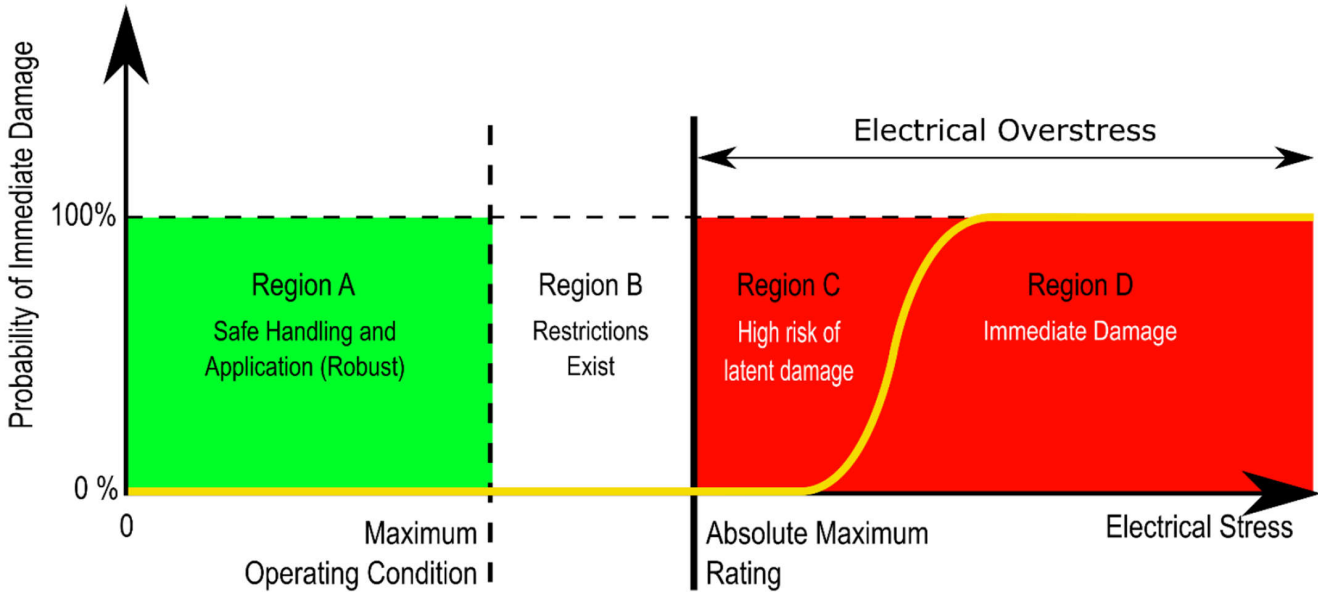 Probability of Immediate Damage
Electrical Overstress
100%
Region A
Safe Handling and
Application (Robust)
Region B
Restrictions
Exist
Region C
High risk of
latent damage
Region D
Immediate Damage
0 %
0
Maximum
Operating Condition
Absolute Maximum
Rating
Electrical Stress